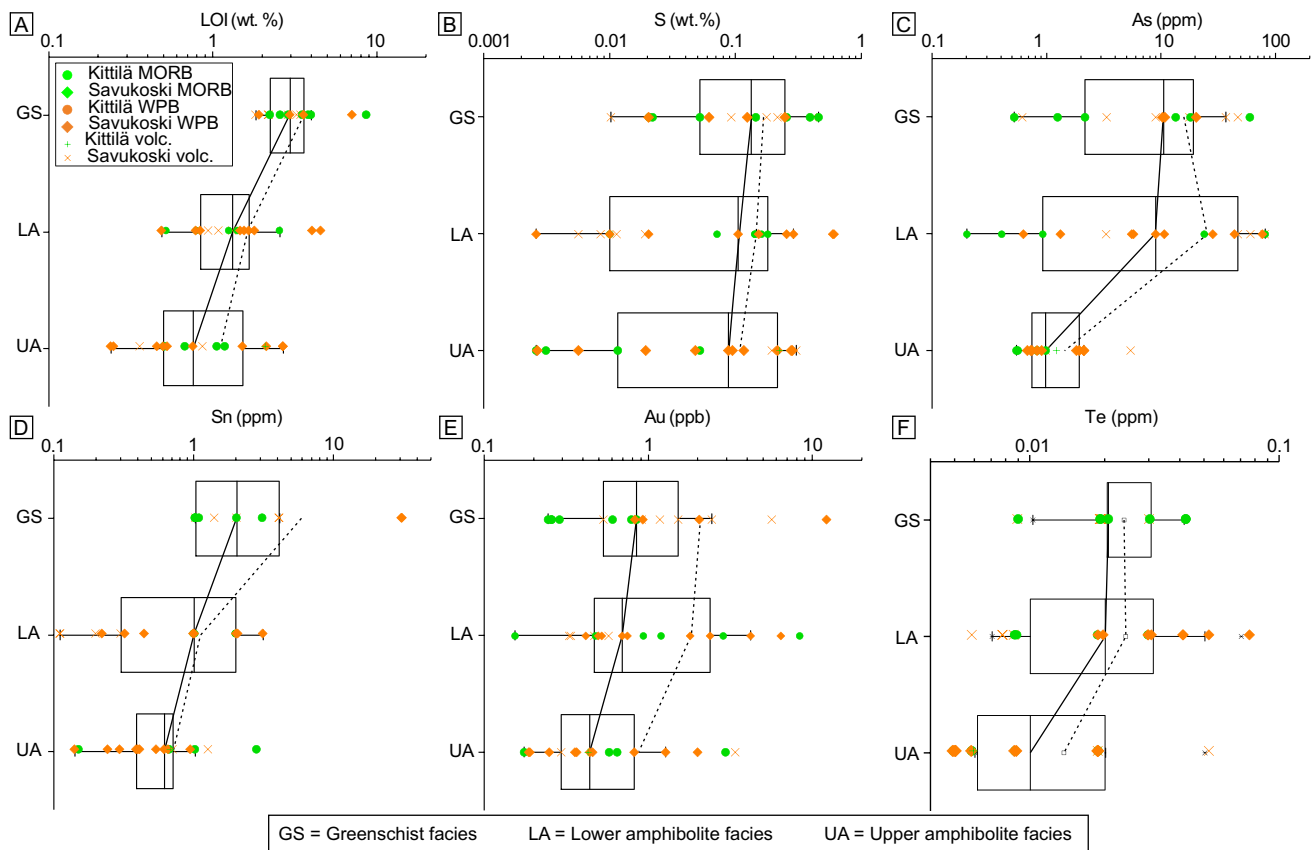 A
LOI (wt. %)
0.1 1 10
Kittilä MORB
Savukoski MORB
Kittilä WPB
Savukoski WPB
Kittilä volc.
Savukoski volc.
GS
LA
UA
B
S (wt.%)
0.001 0.01 0.1 1
GS
LA
UA
C
As (ppm)
0.1 1 10 100
GS
LA
UA
D
Sn (ppm)
0.1 1 10
GS
LA
UA
E
Au (ppb)
0.1 1 10
GS
LA
UA
F
Te (ppm)
0.01 0.1
GS
LA
UA
GS = Greenschist facies LA = Lower amphibolite facies UA = Upper amphibolite facies